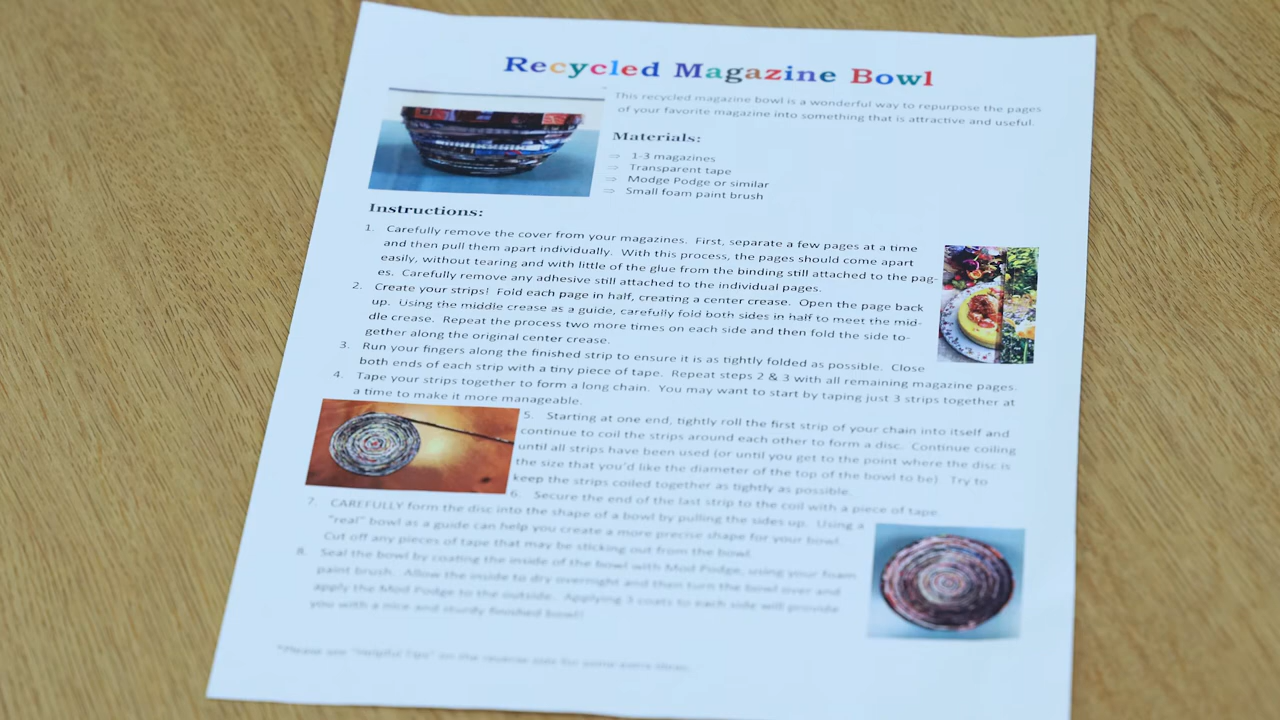 Recycled Magazine Bowl
This recycled magazine bowl is a wonderful way to repurpose the pages
of your favorite magazine into something that is attractive and useful.
Materials:
⇒ 1-3 magazines
⇒ Transparent tape
⇒ Modge Podge or similar
⇒ Small foam paint brush
Instructions:
1. Carefully remove the cover from your magazines. First, separate a few pages at a time
and then pull them apart individually. With this process, the pages should come apart
easily, without tearing and with little of the glue from the binding still attached to the pag-
es. Carefully remove any adhesive still attached to the individual pages.
2. Create your strips! Fold each page in half, creating a center crease. Open the page back
up. Using the middle crease as a guide, carefully fold both sides in half to meet the mid-
dle crease. Repeat the process two more times on each side and then fold the side to-
gether along the original center crease.
3. Run your fingers along the finished strip to ensure it is as tightly folded as possible. Close
both ends of each strip with a tiny piece of tape. Repeat steps 2 & 3 with all remaining magazine pages.
4. Tape your strips together to form a long chain. You may want to start by taping just 3 strips together at
a time to make it more manageable.
5. Starting at one end, tightly roll the first strip of your chain into itself and
continue to coil the strips around each other to form a disc. Continue coiling
until all strips have been used (or until you get to the point where the disc is
the size that you'd like the diameter of the top of the bowl to be) Try to
keep the strips coiled together as tightly as possible.
6. Secure the end of the last strip to the coil with a piece of tape.
7. CAREFULLY form the disc into the shape of a bowl by pulling the sides up. Using a
"real" bowl as a guide can help you create a more precise shape for your bowl.
Cut off any pieces of tape that may be sticking out from the bowl.
8. Seal the bowl by coating the inside of the bowl with Mod Podge, using your foam
paint brush. Allow the inside to dry overnight and then turn the bowl over and
apply the Mod Podge to the outside. Applying 3 coats to each side will provide
you with a nice and sturdy finished bowl!
*Please see "Helpful Tips" on the reverse side for some extra ideas.